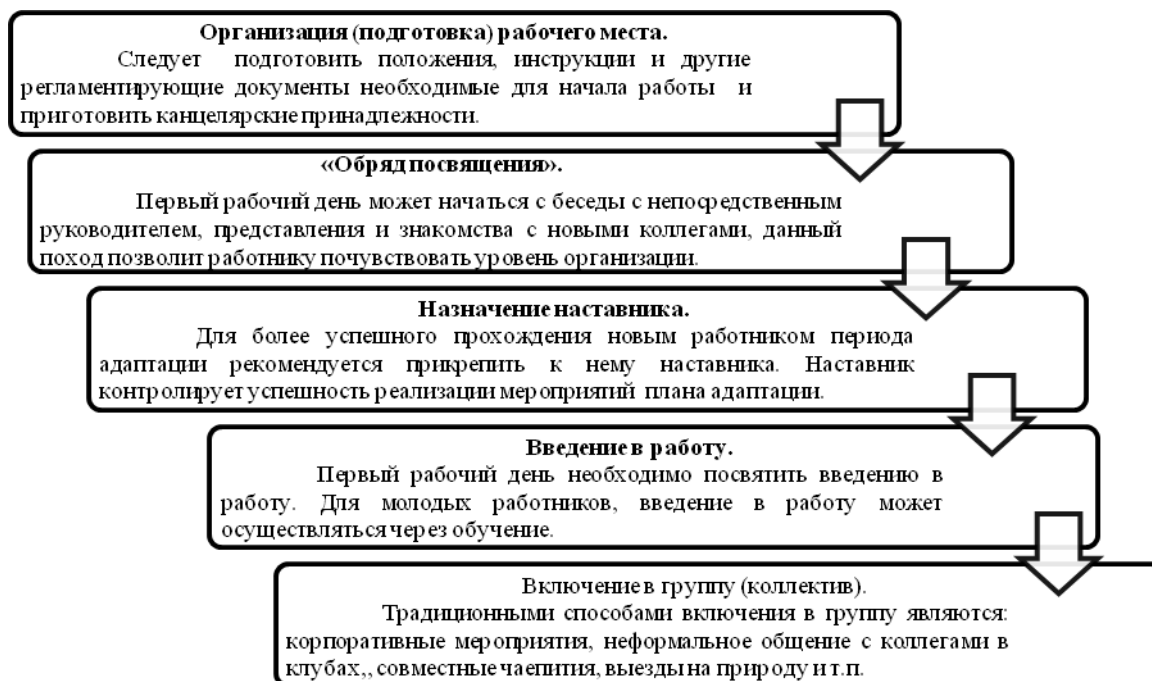 Организация (подготовка) рабочего места.
Следует подготовить положения, инструкции и другие
регламентирующие документы необходимые для начала работы и
приготовить канцелярские принадлежности.
«Обряд посвящения».
Первый рабочий день может начаться с беседы с непосредственным
руководителем, представления и знакомства с новыми коллегами, данный
поход позволит работнику почувствовать уровень организации.
Назначение наставника.
Для более успешного прохождения новым работником периода
адаптации рекомендуется прикрепить к нему наставника. Наставник
контролирует успешность реализации мероприятий плана адаптации.
Введение в работу.
Первый рабочий день необходимо посвятить введению в
работу. Для молодых работников, введение в работу может
осуществляться через обучение.
Включение в группу (коллектив).
Традиционными способами включения в группу являются:
корпоративные мероприятия, неформальное общение с коллегами в
клубах,, совместные чаепития, выезды на природу и т.п.